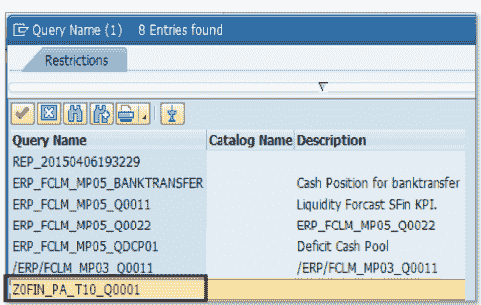 Query Name (1) 8 Entries found
Restrictions
Query Name Catalog Name Description
REP_20150406193229
ERP_FCLM_MP05_BANKTRANSFER Cash Position for banktransfer
ERP_FCLM_MP05_Q0011 Liquidity Forcast SFin KPI.
ERP_FCLM_MP05_Q0022 ERP_FCLM_MP05_Q0022
ERP_FCLM_MP05_QDCP01 Deficit Cash Pool
/ERP/FCLM_MP03_Q0011 /ERP/FCLM_MP03_Q0011
Z0FIN_PA_T10_Q0001